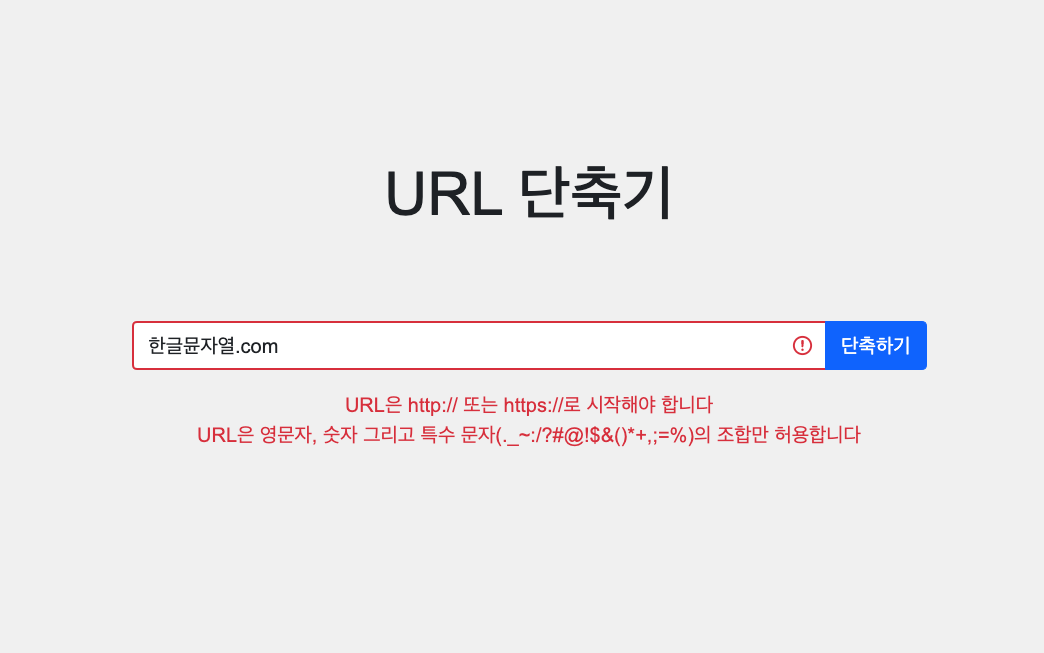 URL 단축기
한글뮨자열.com
단축하기
URL은 http:// 또는 https://로 시작해야 합니다
URL은 영문자, 숫자 그리고 특수 문자(._~:/?#@!$&()*+,;=%)의 조합만 허용합니다